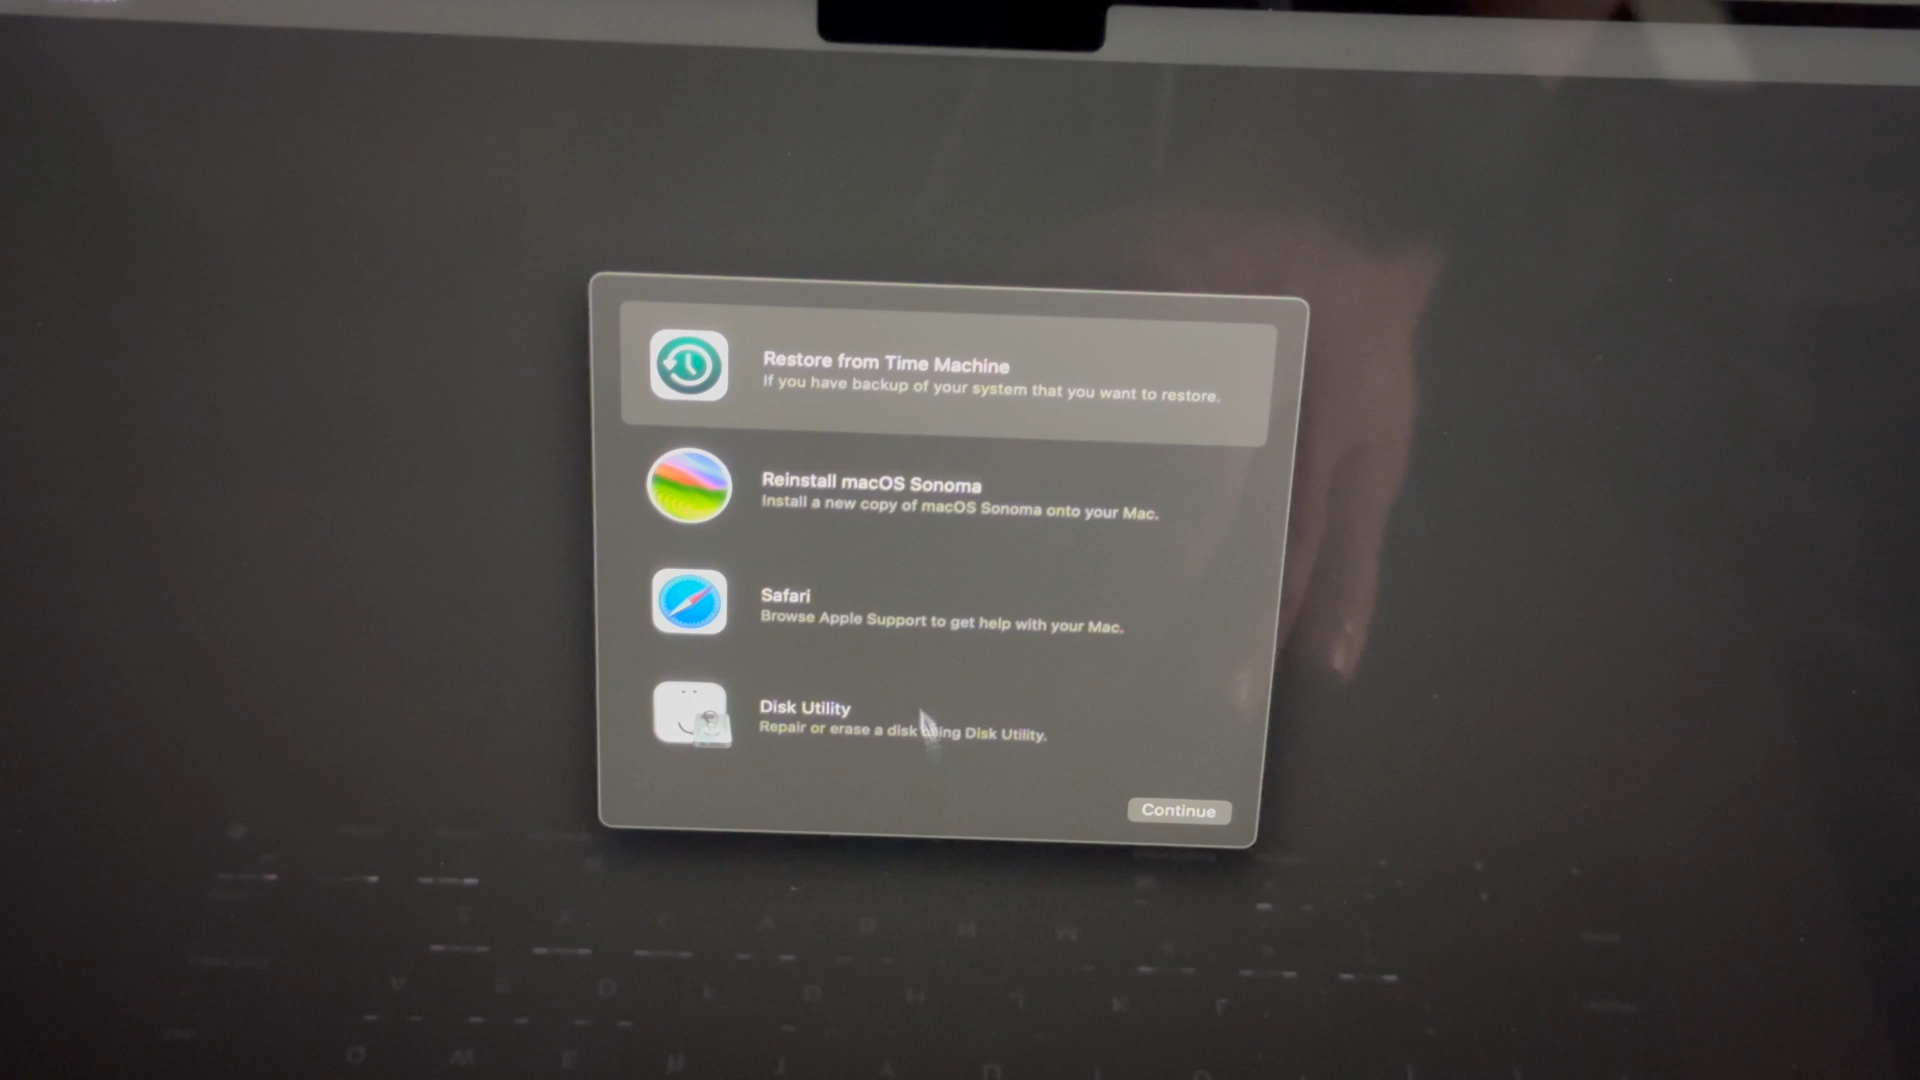 Restore from Time Machine
If you have backup of your system that you want to restore.
Reinstall macOS Sonoma
Install a new copy of macOS Sonoma onto your Mac.
Safari
Browse Apple Support to get help with your Mac.
Disk Utility
Repair or erase a disk using Disk Utility.
Continue